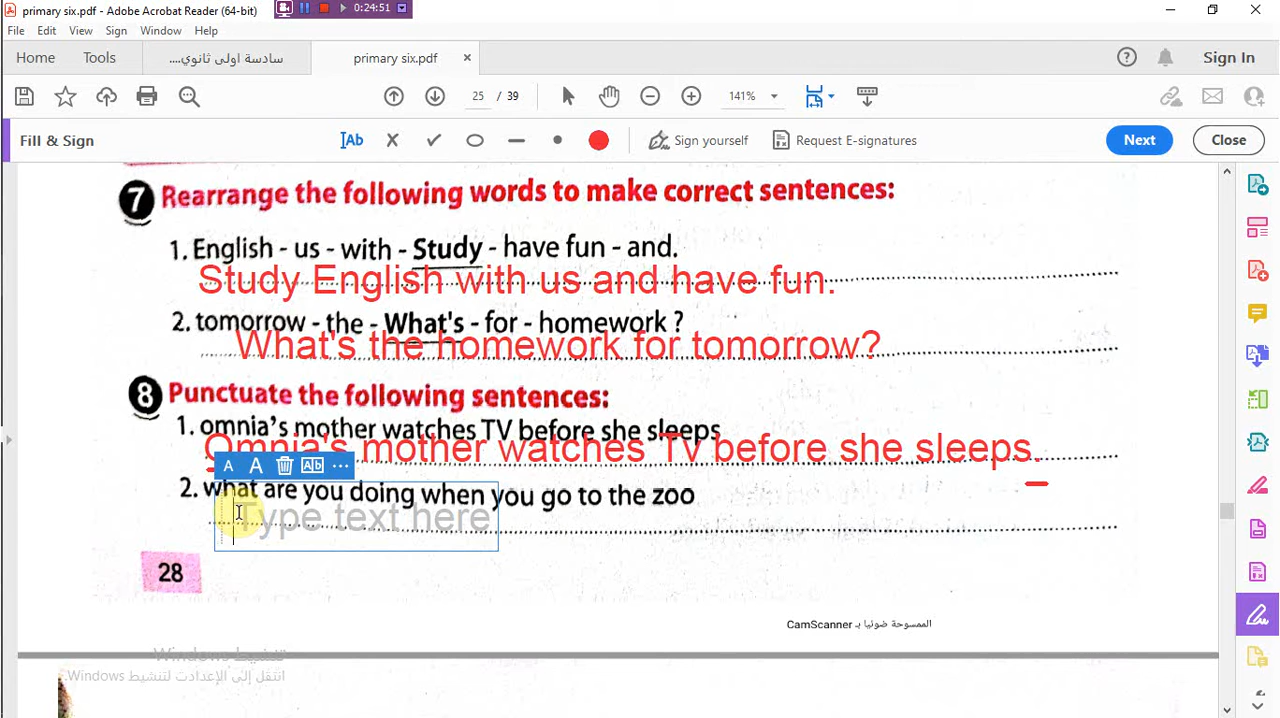 primary six.pdf - Adobe Acrobat Reader (64-bit)
0:24:51
File Edit View Sign Window Help
Home Tools سادسة اولى ثانوي.... primary six.pdf × Sign In
25 / 39 141%
Fill & Sign Ab Sign yourself Request E-signatures Next Close
7 Rearrange the following words to make correct sentences:
1. English - us - with - Study - have fun - and.
Study English with us and have fun.
2. tomorrow - the - What's - for - homework ?
What's the homework for tomorrow?
8 Punctuate the following sentences:
1. omnia's mother watches TV before she sleeps
Omnia's mother watches Tv before she sleeps.
A A Ab ...
2. what are you doing when you go to the zoo
Type text here
28
الممسوحة ضوئيا بـ CamScanner
تنشيط Windows
انتقل إلى الإعدادات لتنشيط Windows.